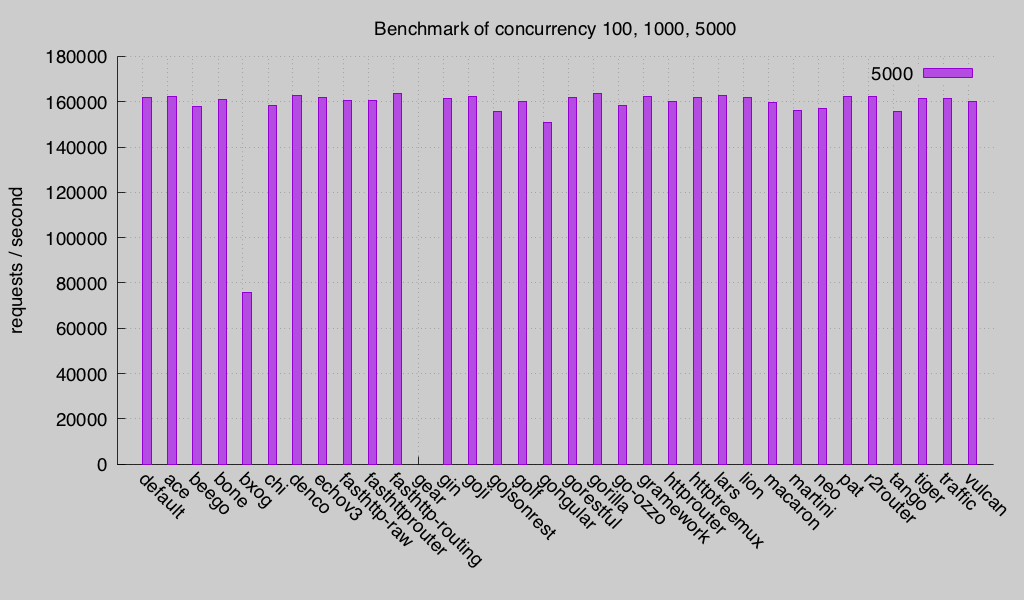 Benchmark of concurrency 100, 1000, 5000
180000
5000
160000
140000
120000
100000
80000
60000
40000
20000
0
requests / second
default
ace
beego
bone
bxog
chi
denco
echov3
fasthttp-raw
fasthttprouter
fasthttp-routing
gear
gin
goji
gojsonrest
golf
gongular
gorestful
gorilla
go-ozzo
gramework
httprouter
httptreemux
lars
lion
macaron
martini
neo
pat
r2router
tango
tiger
traffic
vulcan